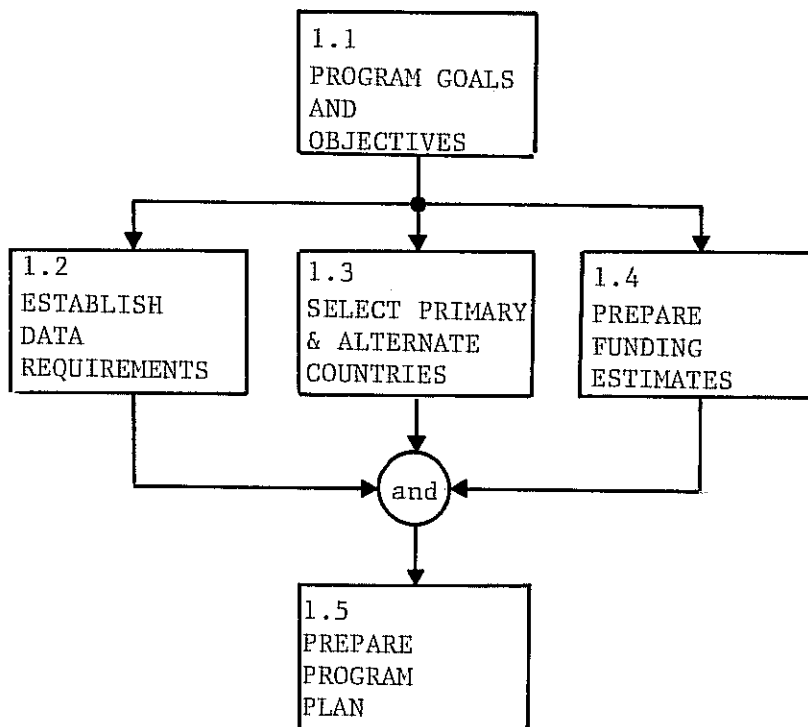 1.1
PROGRAM GOALS
AND
OBJECTIVES
1.2
ESTABLISH
DATA
REQUIREMENTS
1.3
SELECT PRIMARY
& ALTERNATE
COUNTRIES
1.4
PREPARE
FUNDING
ESTIMATES
and
1.5
PREPARE
PROGRAM
PLAN